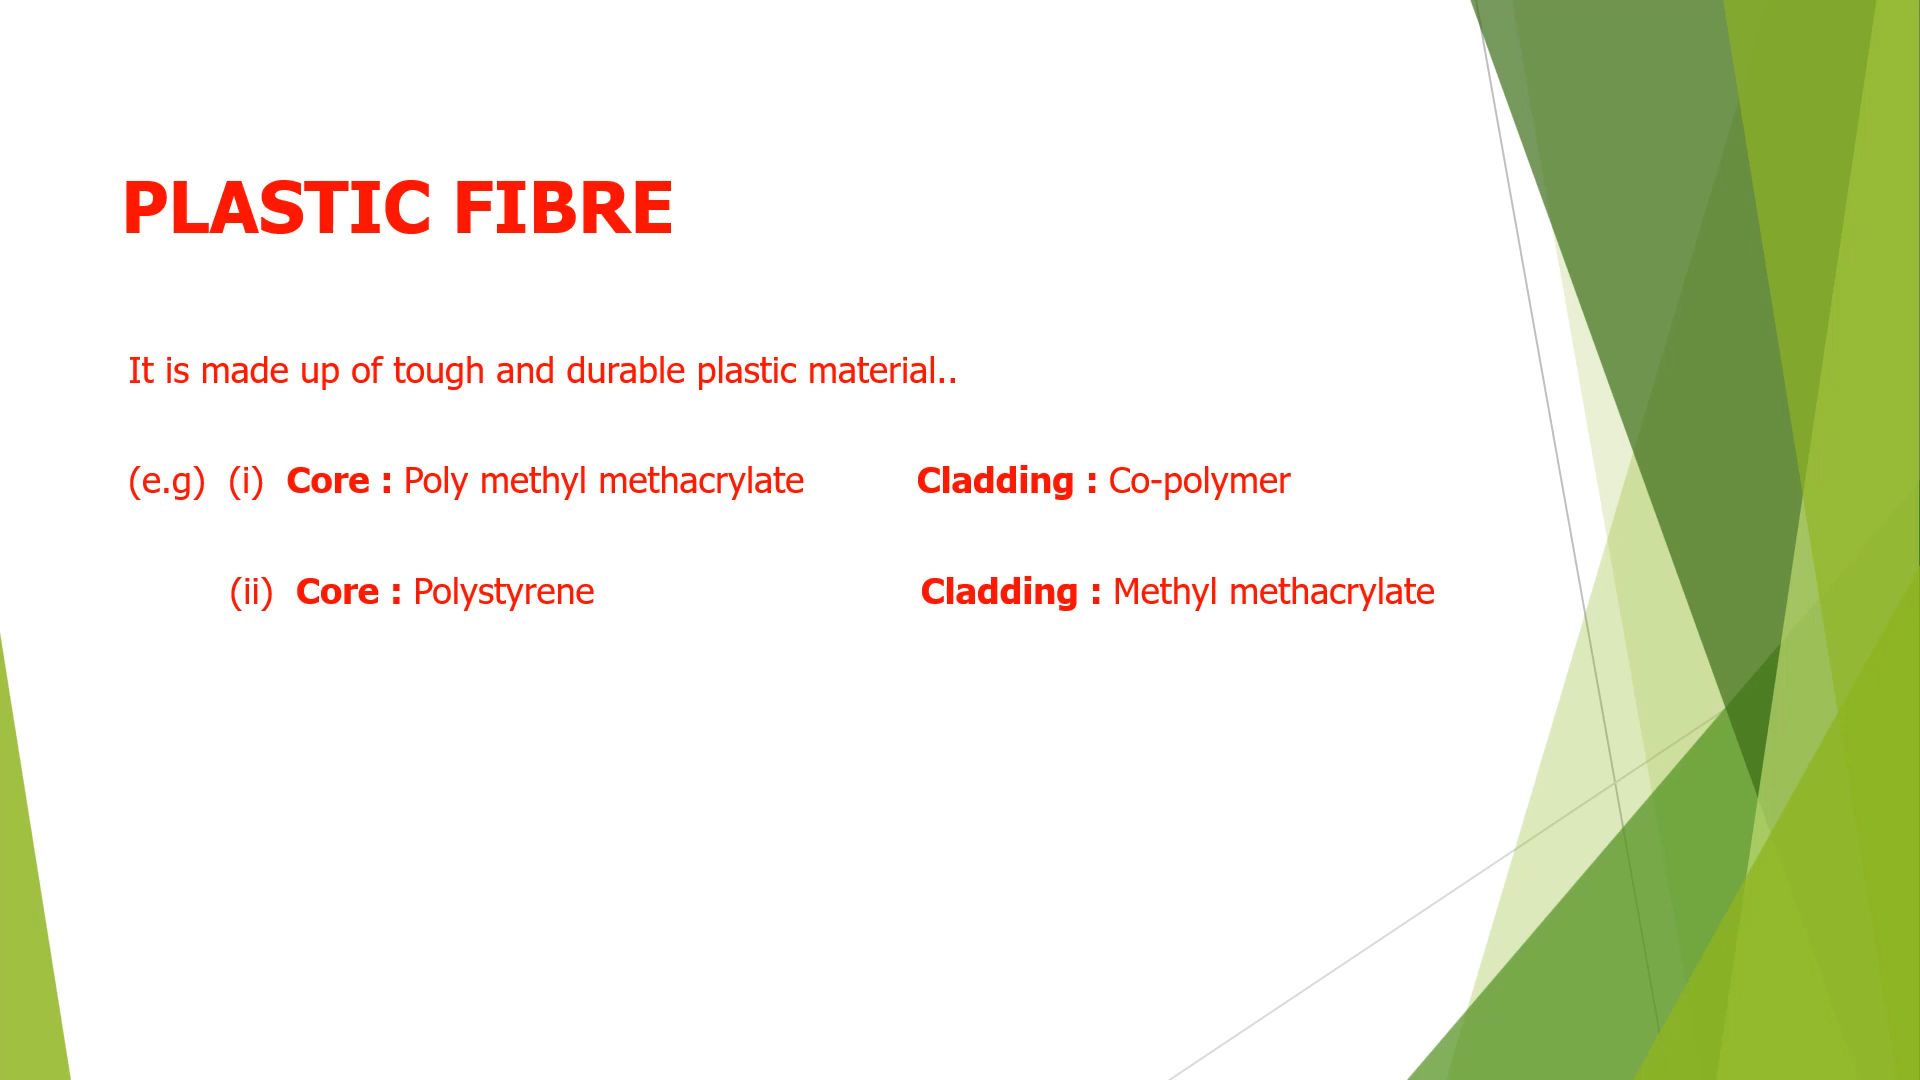 PLASTIC FIBRE
It is made up of tough and durable plastic material..
(e.g) (i) Core : Poly methyl methacrylate Cladding : Co-polymer
(ii) Core : Polystyrene Cladding : Methyl methacrylate